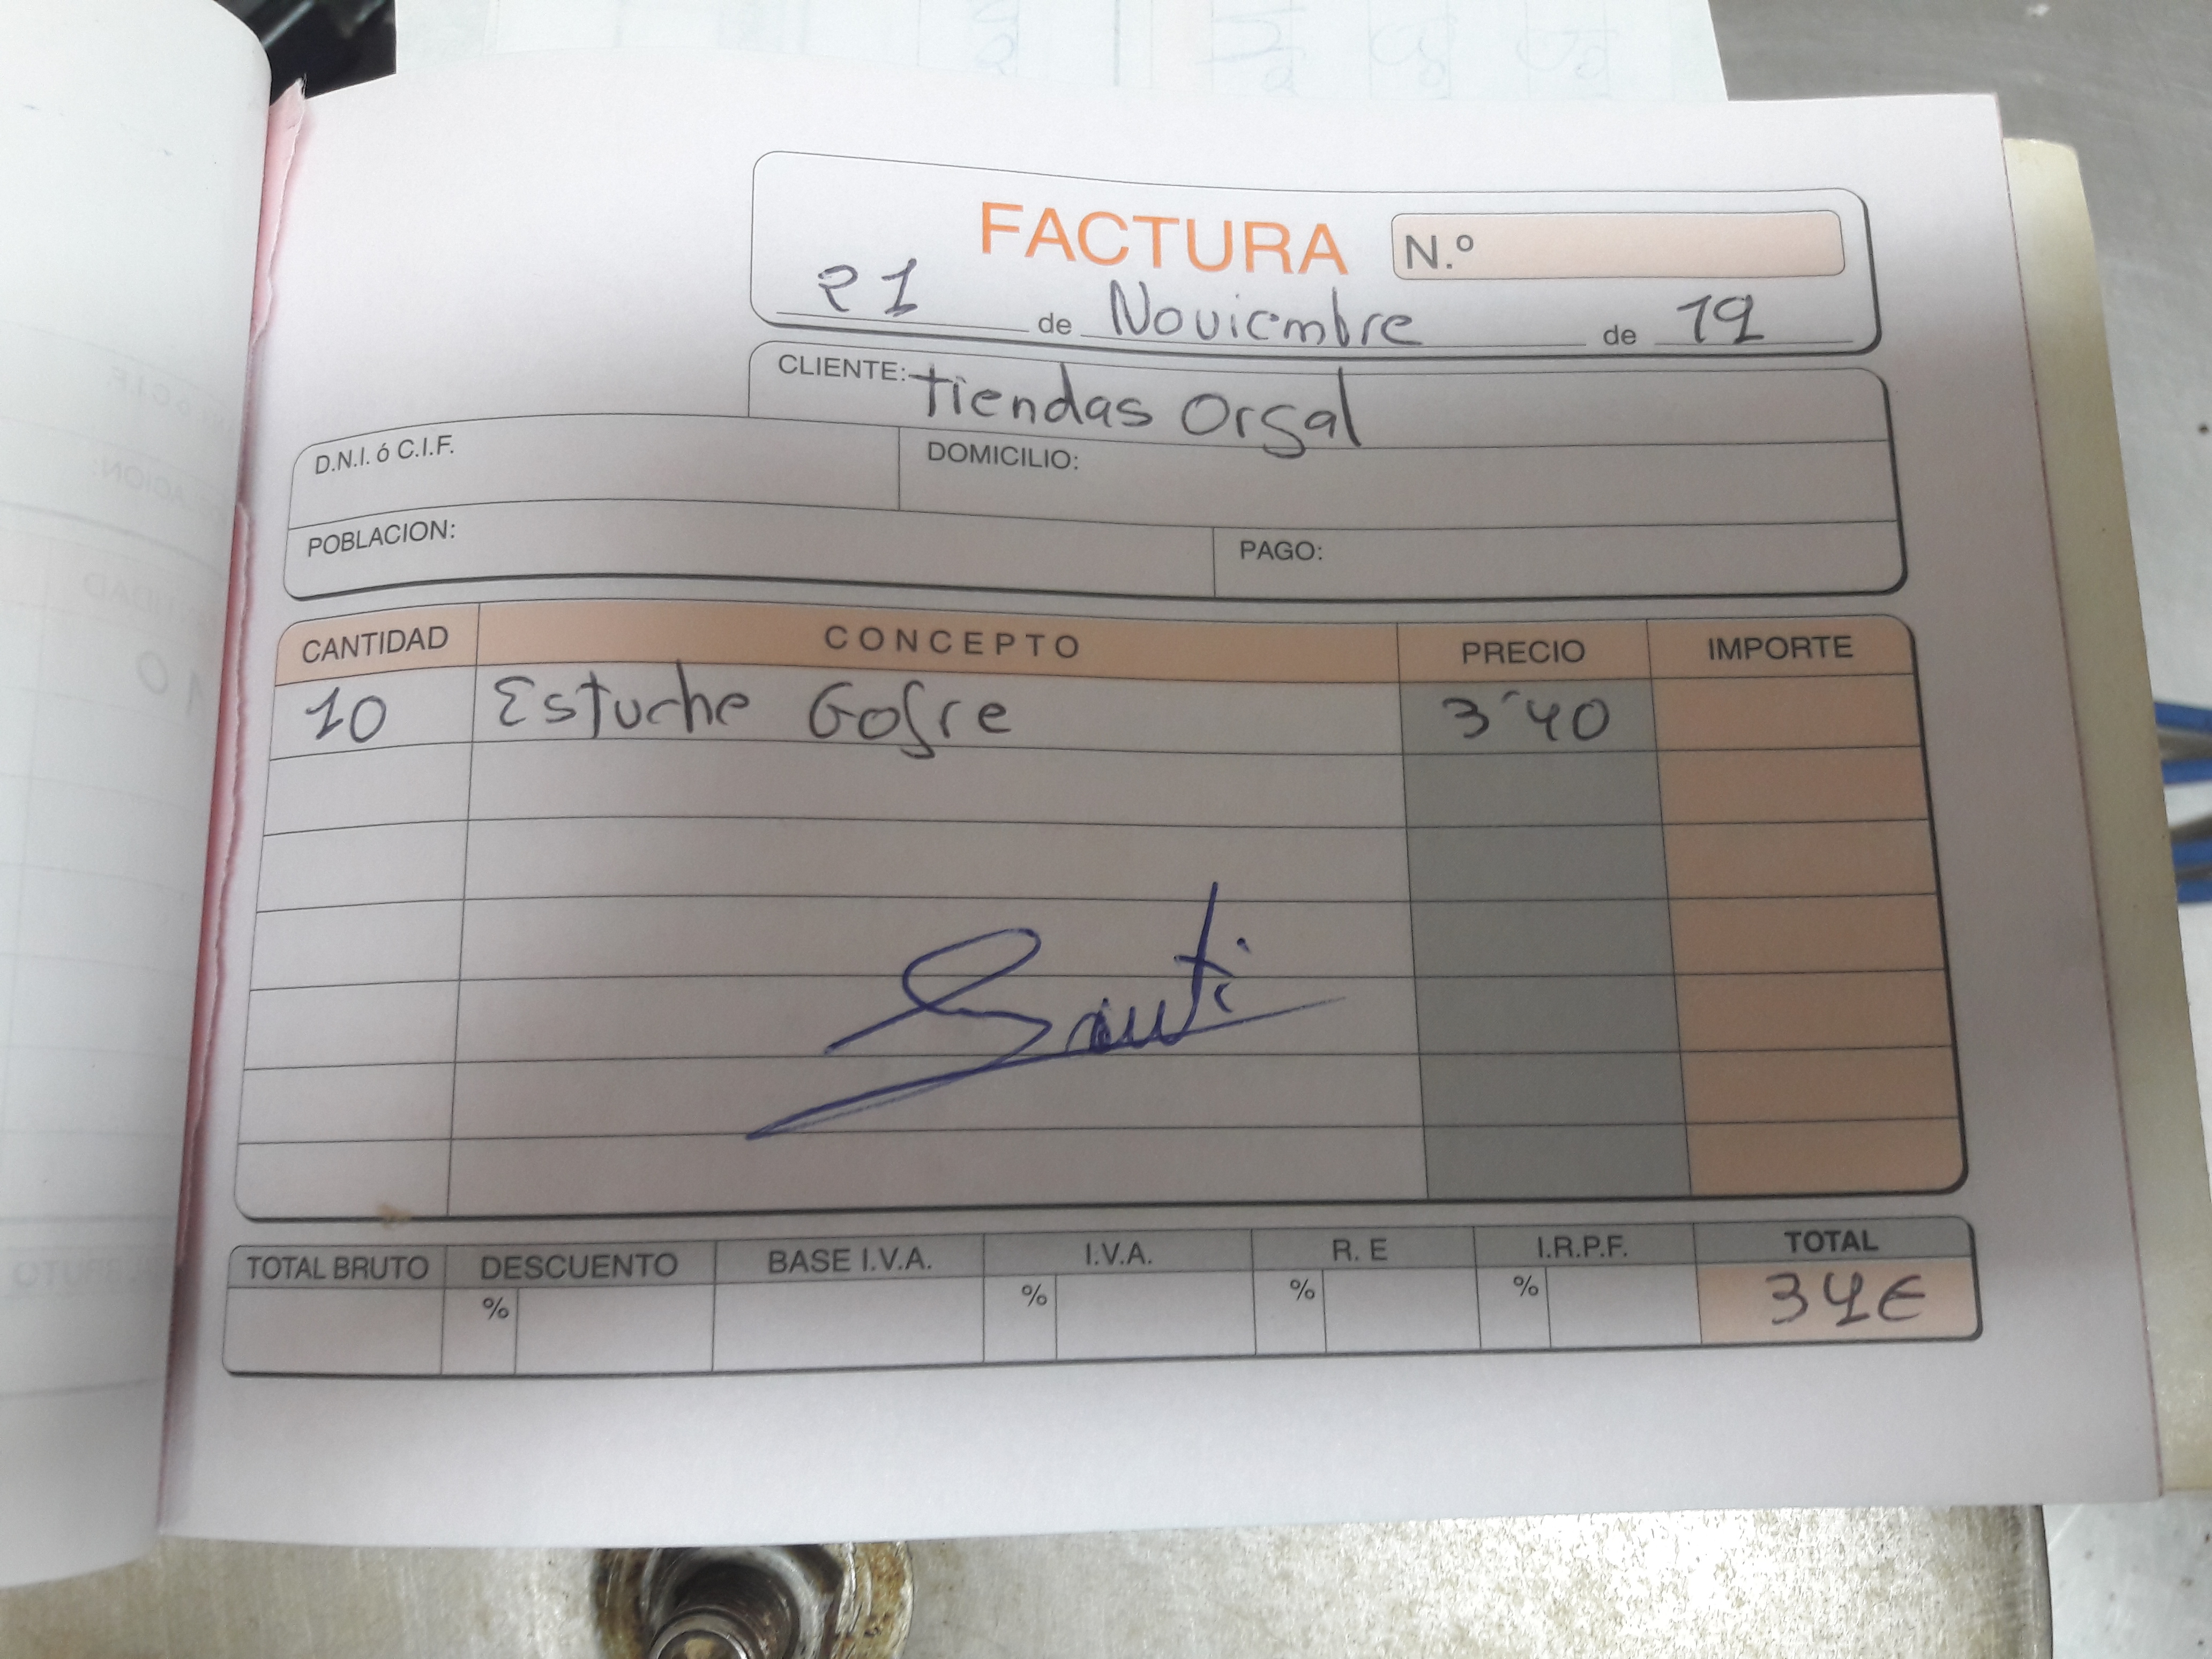 FACTURA N.º
21 de Noviembre de 19
CLIENTE: tiendas Orgal
D.N.I. ó C.I.F. DOMICILIO:
POBLACION: PAGO:
CANTIDAD CONCEPTO PRECIO IMPORTE
10 Estuche Gofre 3´40
Santi
TOTAL BRUTO DESCUENTO BASE I.V.A. I.V.A. R. E I.R.P.F. TOTAL
% % % % 34€